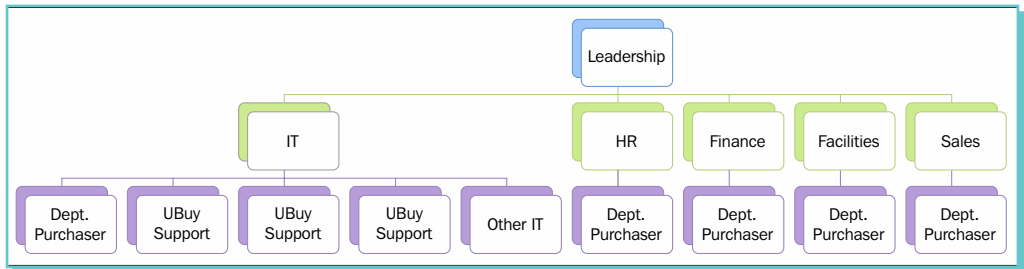 Leadership
IT
HR
Finance
Facilities
Sales
Dept.
Purchaser
UBuy
Support
UBuy
Support
UBuy
Support
Other IT
Dept.
Purchaser
Dept.
Purchaser
Dept.
Purchaser
Dept.
Purchaser